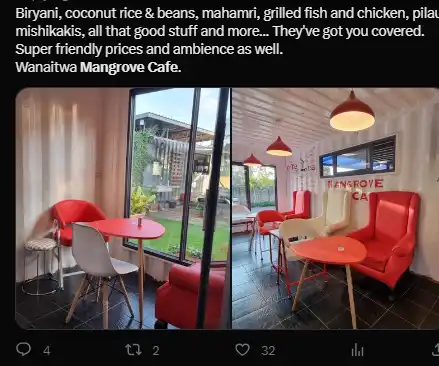 Biryani, coconut rice & beans, mahamri, grilled fish and chicken, pilau
mishikakis, all that good stuff and more... They've got you covered.
Super friendly prices and ambience as well.
Wanaitwa Mangrove Cafe.
MANGROVE
CA
4
2
32